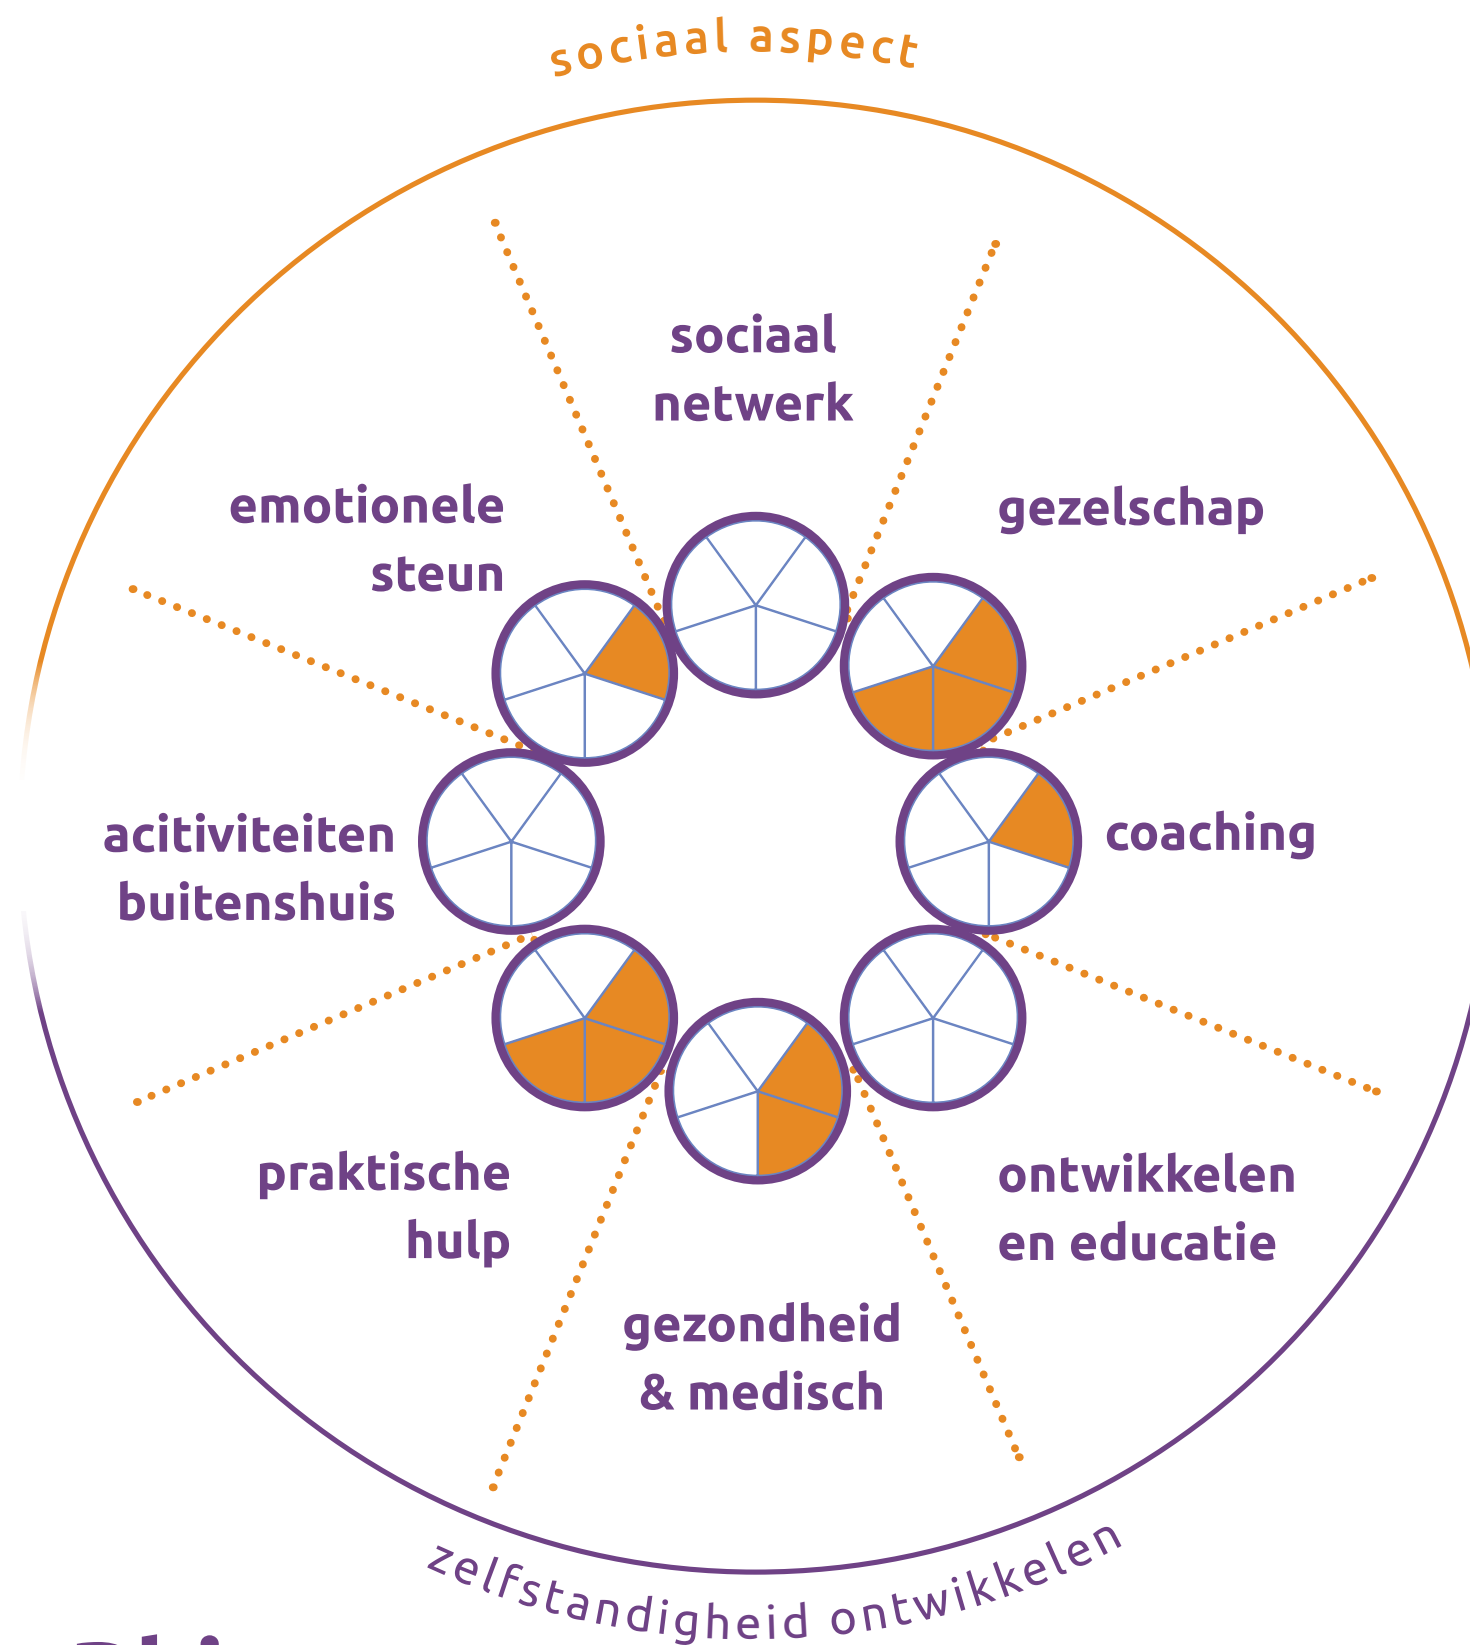 sociaal aspect
sociaal
netwerk
emotionele
steun
gezelschap
acitiviteiten
buitenshuis
coaching
praktische
hulp
ontwikkelen
en educatie
gezondheid
& medisch
zelfstandigheid ontwikkelen